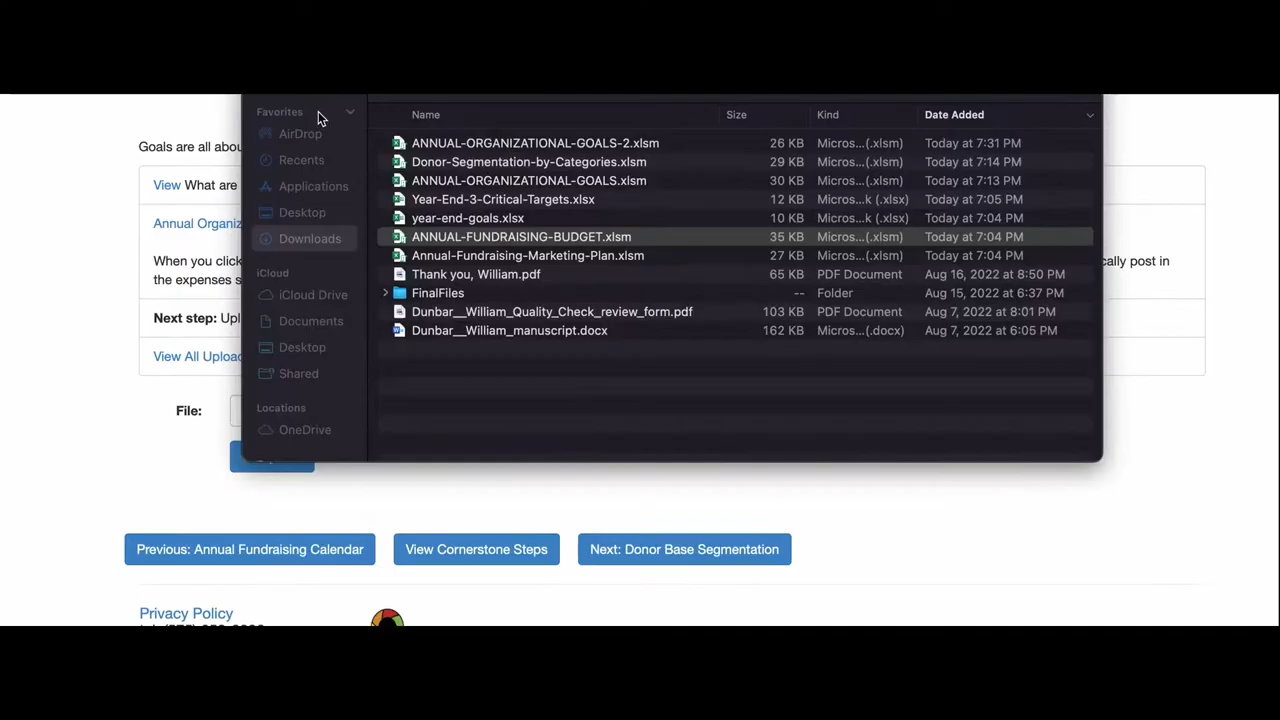 Favorites
AirDrop
Recents
Applications
Desktop
Downloads
iCloud
iCloud Drive
Documents
Desktop
Shared
Locations
OneDrive
Name Size Kind Date Added
ANNUAL-ORGANIZATIONAL-GOALS-2.xlsm 26 KB Micros...(.xlsm) Today at 7:31 PM
Donor-Segmentation-by-Categories.xlsm 29 KB Micros...(.xlsm) Today at 7:14 PM
ANNUAL-ORGANIZATIONAL-GOALS.xlsm 30 KB Micros...(.xlsm) Today at 7:13 PM
Year-End-3-Critical-Targets.xlsx 12 KB Micros...k (.xlsx) Today at 7:05 PM
year-end-goals.xlsx 10 KB Micros...k (.xlsx) Today at 7:04 PM
ANNUAL-FUNDRAISING-BUDGET.xlsm 35 KB Micros...(.xlsm) Today at 7:04 PM
Annual-Fundraising-Marketing-Plan.xlsm 27 KB Micros...(.xlsm) Today at 7:04 PM
Thank you, William.pdf 65 KB PDF Document Aug 16, 2022 at 8:50 PM
FinalFiles -- Folder Aug 15, 2022 at 6:37 PM
Dunbar__William_Quality_Check_review_form.pdf 103 KB PDF Document Aug 7, 2022 at 8:01 PM
Dunbar__William_manuscript.docx 162 KB Micros...(.docx) Aug 7, 2022 at 6:05 PM
Goals are all abou
View What are
Annual Organiz
When you click cally post in
the expenses s
Next step: Upl
View All Uploa
File:
Previous: Annual Fundraising Calendar View Cornerstone Steps Next: Donor Base Segmentation
Privacy Policy